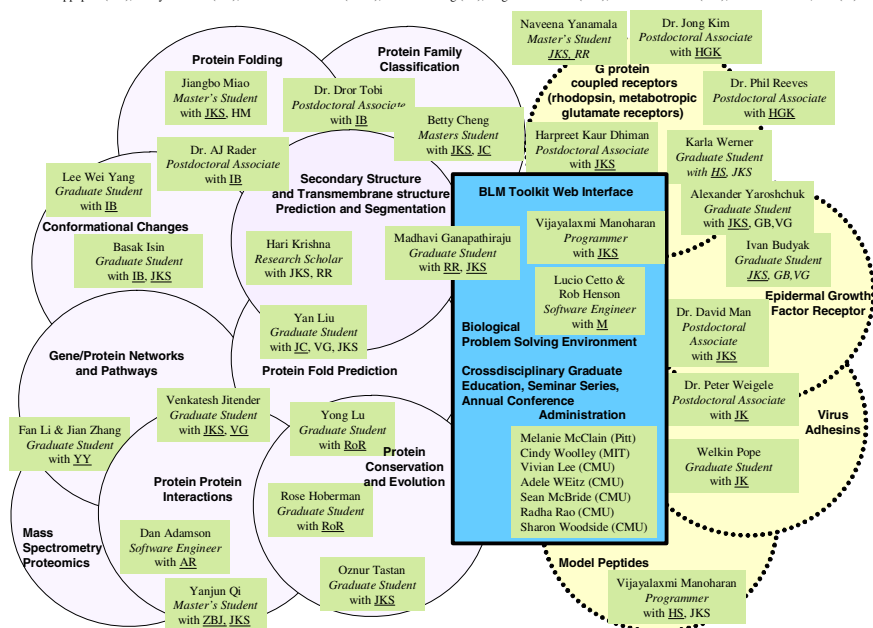 Protein Folding
Jiangbo Miao
Master's Student
with JKS, HM
Protein Family
Classification
Dr. Dror Tobi
Postdoctoral Associate
with IB
Betty Cheng
Masters Student
with JKS, JC
Naveena Yanamala
Master's Student
JKS, RR
Dr. Jong Kim
Postdoctoral Associate
with HGK
G protein
coupled receptors
(rhodopsin, metabotropic
glutamate receptors)
Dr. Phil Reeves
Postdoctoral Associate
with HGK
Harpreet Kaur Dhiman
Postdoctoral Associate
with JKS
Karla Werner
Graduate Student
with HS, JKS
Dr. AJ Rader
Postdoctoral Associate
with IB
Lee Wei Yang
Graduate Student
with IB
Conformational Changes
Basak Isin
Graduate Student
with IB, JKS
Secondary Structure
and Transmembrane structure
Prediction and Segmentation
Hari Krishna
Research Scholar
with JKS, RR
Madhavi Ganapathiraju
Graduate Student
with RR, JKS
Yan Liu
Graduate Student
with JC, VG, JKS
BLM Toolkit Web Interface
Vijayalaxmi Manoharan
Programmer
with JKS
Lucio Cetto &
Rob Henson
Software Engineer
with M
Biological
Problem Solving Environment
Crossdisciplinary Graduate
Education, Seminar Series,
Annual Conference
Administration
Melanie McClain (Pitt)
Cindy Woolley (MIT)
Vivian Lee (CMU)
Adele WEitz (CMU)
Sean McBride (CMU)
Radha Rao (CMU)
Sharon Woodside (CMU)
Alexander Yaroshchuk
Graduate Student
with JKS, GB,VG
Ivan Budyak
Graduate Student
JKS, GB,VG
Epidermal Growth
Factor Receptor
Dr. David Man
Postdoctoral
Associate
with JKS
Dr. Peter Weigele
Postdoctoral Associate
with JK
Virus
Adhesins
Welkin Pope
Graduate Student
with JK
Model Peptides
Vijayalaxmi Manoharan
Programmer
with HS, JKS
Gene/Protein Networks
and Pathways
Protein Fold Prediction
Venkatesh Jitender
Graduate Student
with JKS, VG
Fan Li & Jian Zhang
Graduate Student
with YY
Yong Lu
Graduate Student
with RoR
Protein
Conservation
and Evolution
Protein Protein
Interactions
Rose Hoberman
Graduate Student
with RoR
Mass
Spectrometry
Proteomics
Dan Adamson
Software Engineer
with AR
Yanjun Qi
Master's Student
with ZBJ, JKS
Oznur Tastan
Graduate Student
with JKS